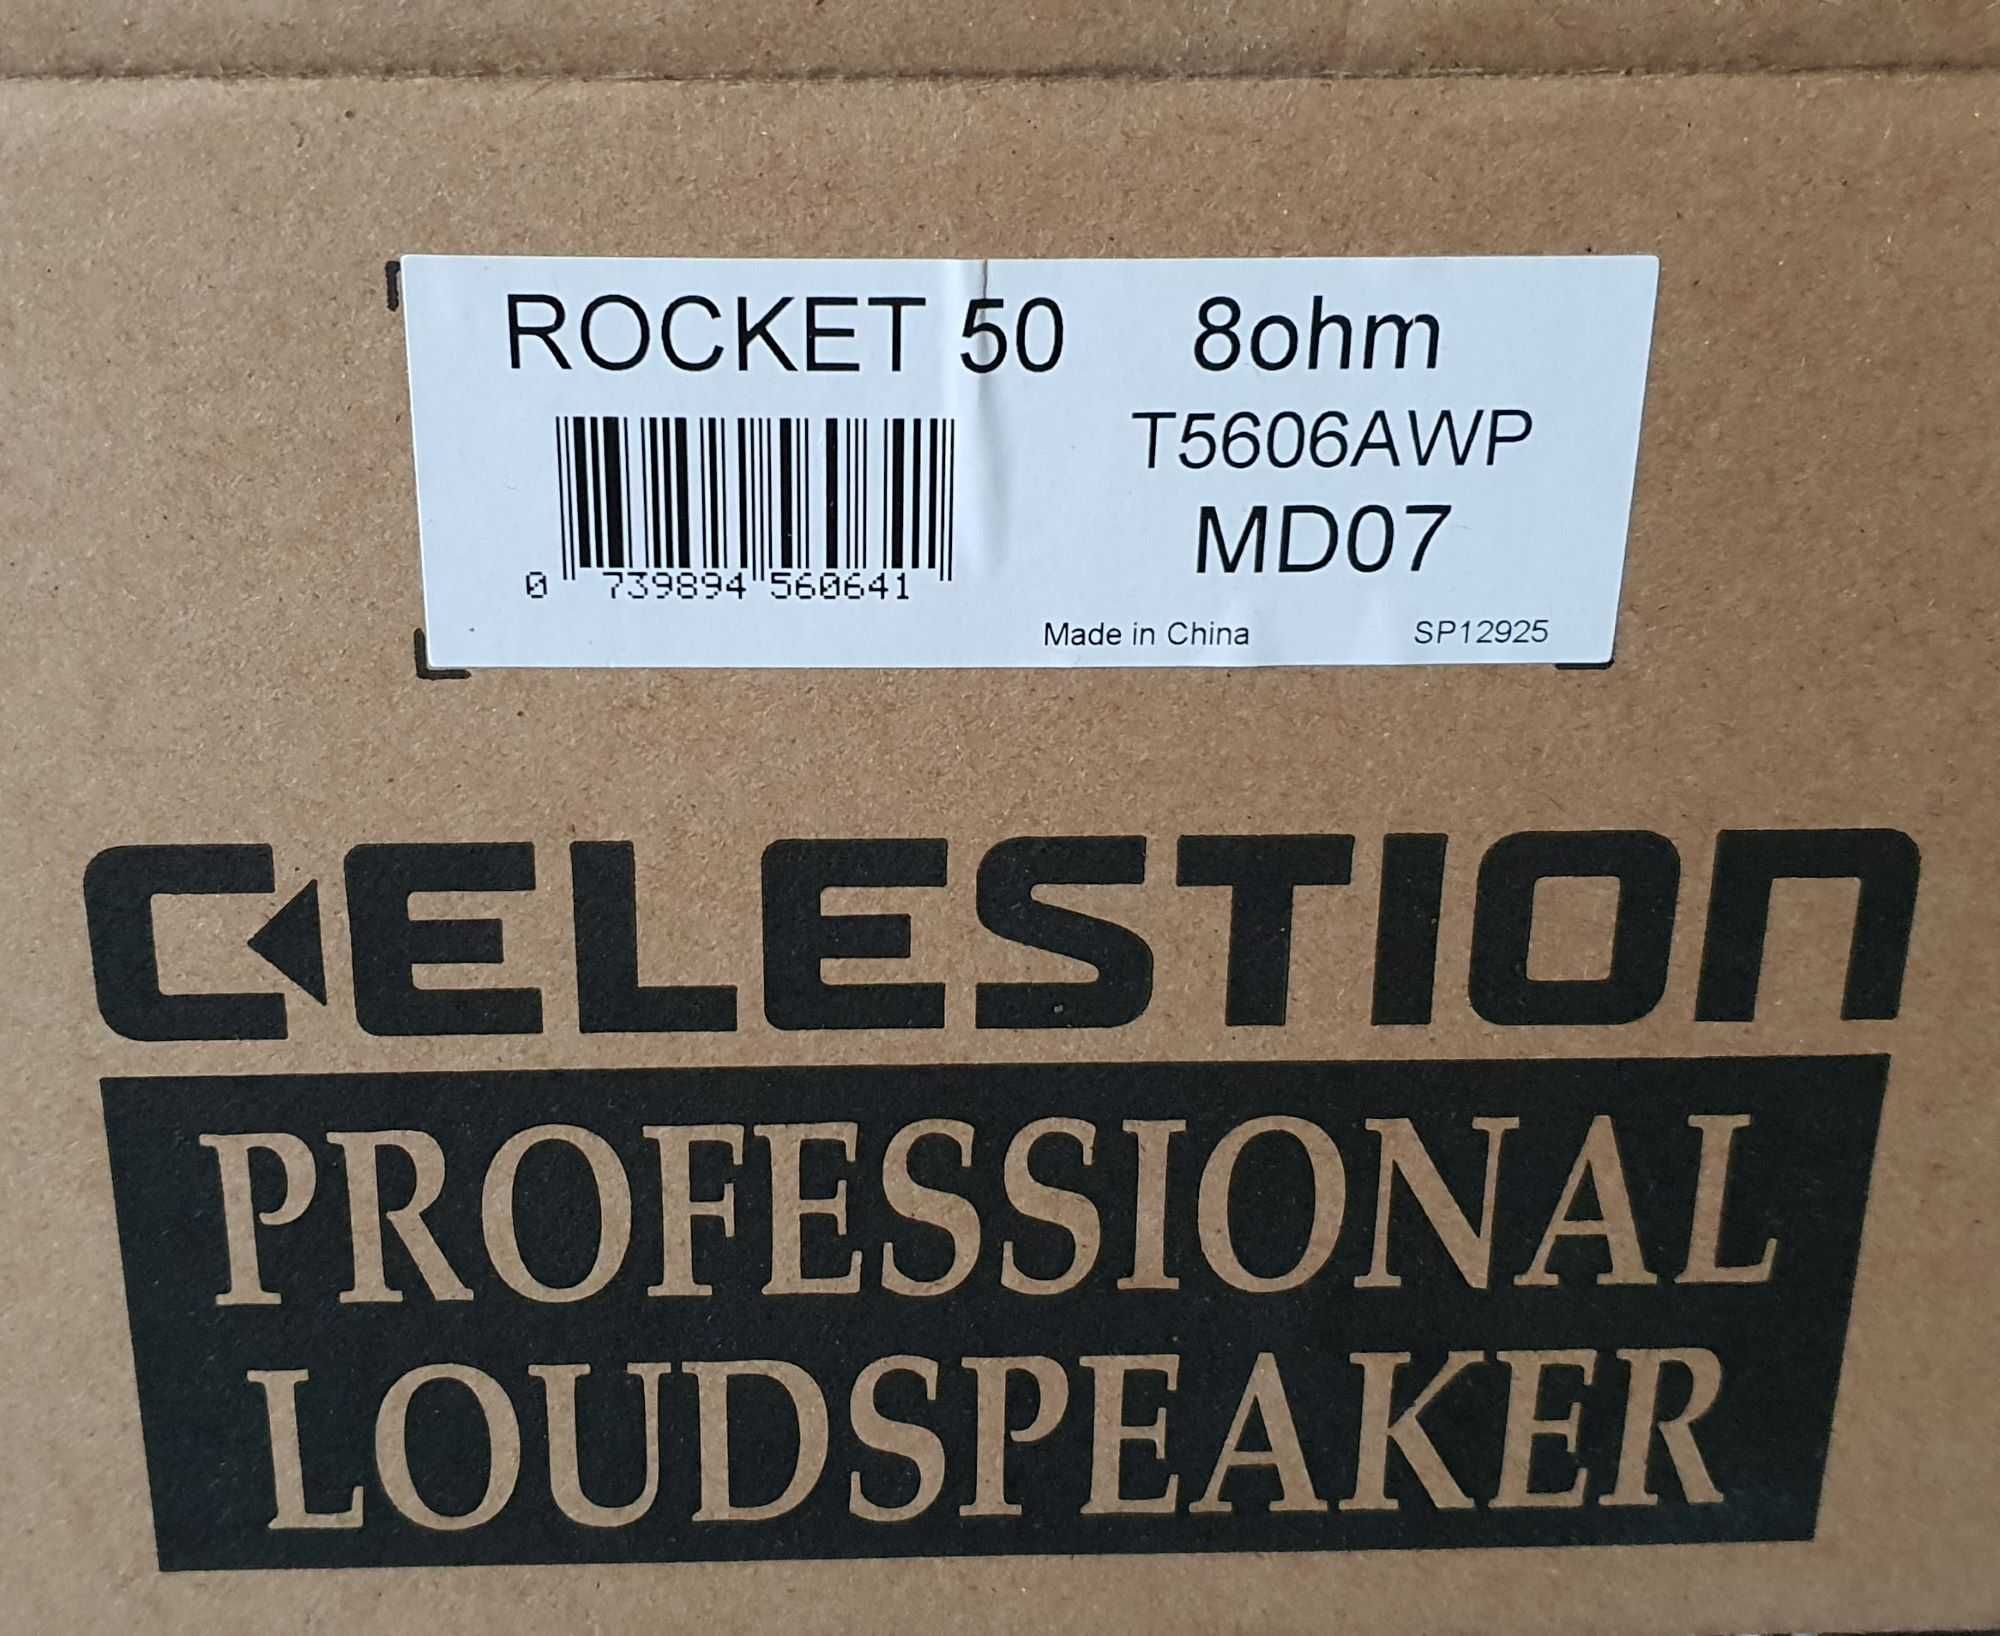 ROCKET 50 8ohm
T5606AWP
MD07
0 739894 560641
Made in China SP12925
CELESTION
PROFESSIONAL
LOUDSPEAKER